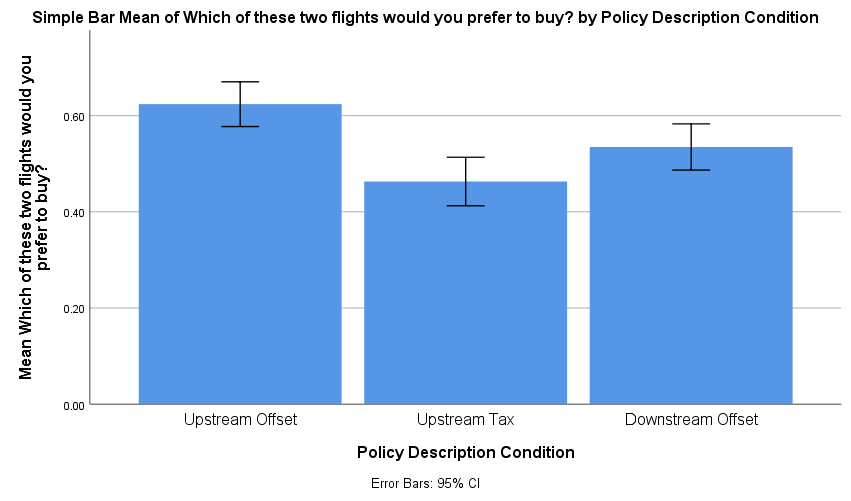 Simple Bar Mean of Which of these two flights would you prefer to buy? by Policy Description Condition
Mean Which of these two flights would you
prefer to buy?
0.60
0.40
0.20
0.00
Upstream Offset
Upstream Tax
Downstream Offset
Policy Description Condition
Error Bars: 95% CI